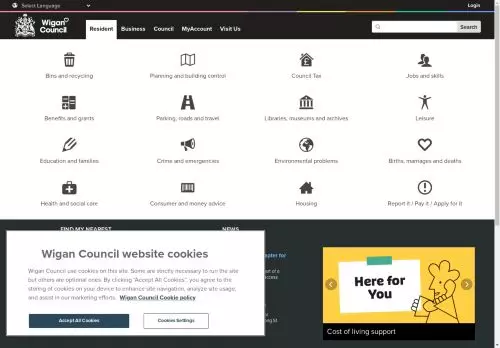 Select Language
Login
Wigan Council
Resident Business Council MyAccount Visit Us
Search
Bins and recycling
Planning and building control
Council Tax
Jobs and skills
Benefits and grants
Parking, roads and travel
Libraries, museums and archives
Leisure
Education and families
Crime and emergencies
Environmental problems
Births, marriages and deaths
Health and social care
Consumer and money advice
Housing
Report it / Pay it / Apply for it
FIND MY NEAREST
NEWS
Wigan Council website cookies
Wigan Council use cookies on this site. Some are strictly necessary to run the site
but others are optional ones. By clicking "Accept All Cookies", you agree to the
storing of cookies on your device to enhance site navigation, analyze site usage,
and assist in our marketing efforts. Wigan Council Cookie policy
Accept All Cookies
Cookies Settings
apter for
rt of a
ccess
ng St
Here for
You
Cost of living support